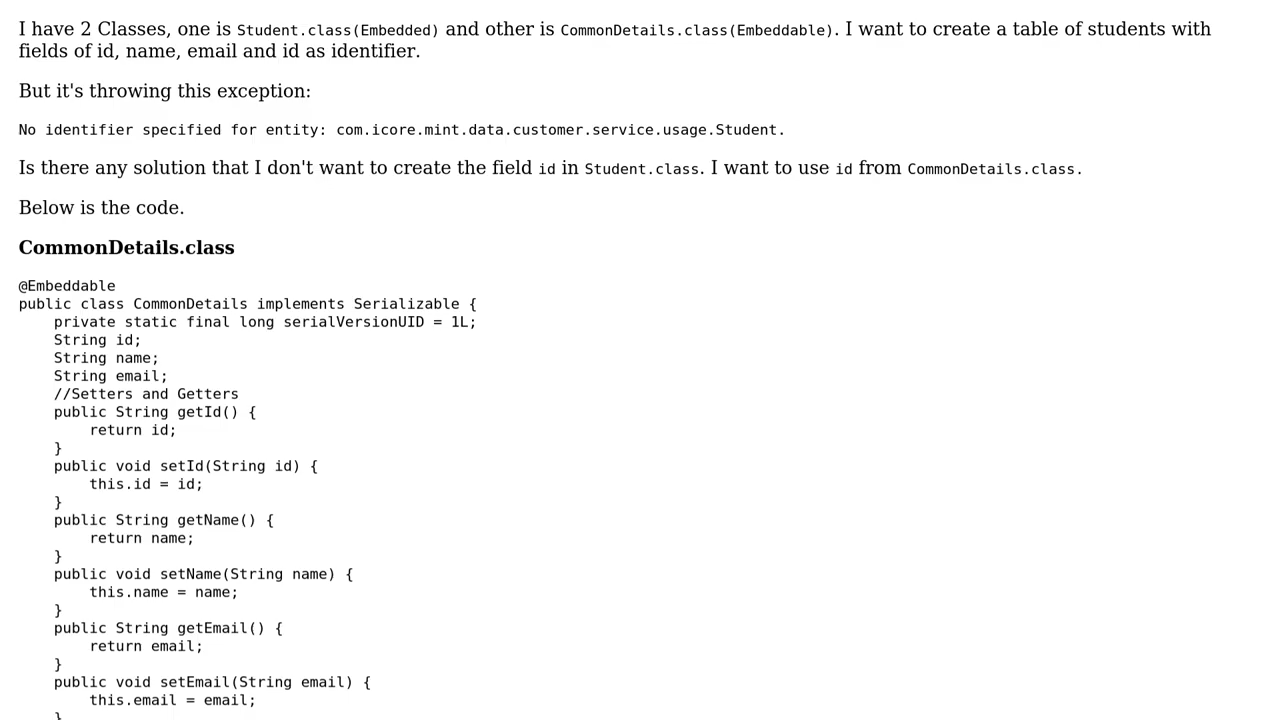 I have 2 Classes, one is Student.class(Embedded) and other is CommonDetails.class(Embeddable). I want to create a table of students with
fields of id, name, email and id as identifier.
But it's throwing this exception:
No identifier specified for entity: com.icore.mint.data.customer.service.usage.Student.
Is there any solution that I don't want to create the field id in Student.class. I want to use id from CommonDetails.class.
Below is the code.
CommonDetails.class
@Embeddable
public class CommonDetails implements Serializable {
    private static final long serialVersionUID = 1L;
    String id;
    String name;
    String email;
    //Setters and Getters
    public String getId() {
        return id;
    }
    public void setId(String id) {
        this.id = id;
    }
    public String getName() {
        return name;
    }
    public void setName(String name) {
        this.name = name;
    }
    public String getEmail() {
        return email;
    }
    public void setEmail(String email) {
        this.email = email;
    }